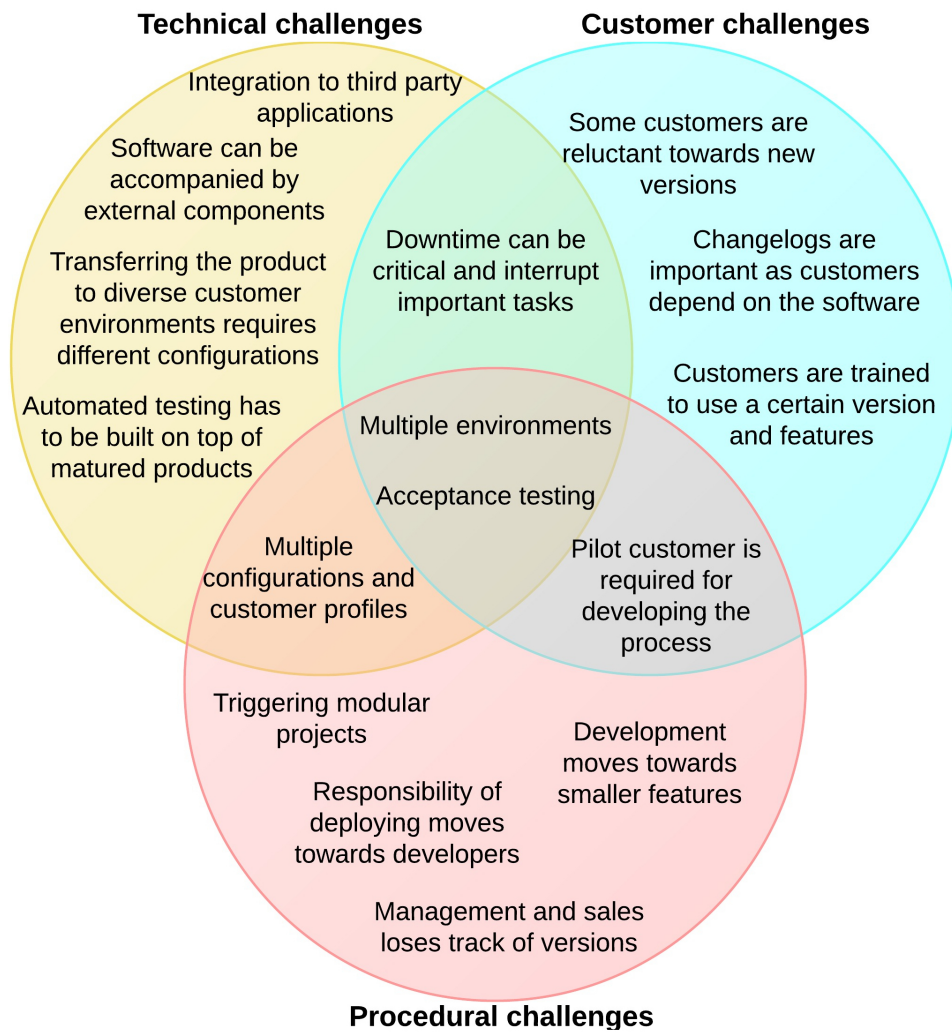 Technical challenges
Customer challenges
Integration to third party
applications
Software can be
accompanied by
external components
Transferring the product
to diverse customer
environments requires
different configurations
Automated testing has
to be built on top of
matured products
Downtime can be
critical and interrupt
important tasks
Some customers are
reluctant towards new
versions
Changelogs are
important as customers
depend on the software
Customers are trained
to use a certain version
and features
Multiple environments
Acceptance testing
Multiple
configurations and
customer profiles
Pilot customer is
required for
developing the
process
Triggering modular
projects
Development
moves towards
smaller features
Responsibility of
deploying moves
towards developers
Management and sales
loses track of versions
Procedural challenges